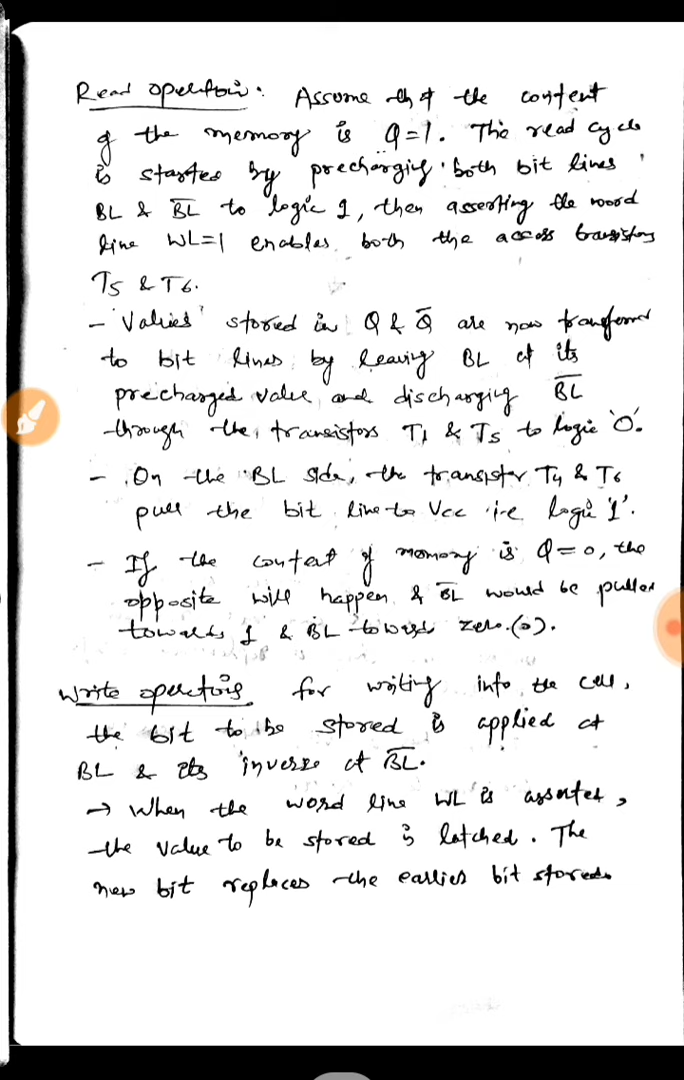 Read operation: Assume that the content
of the memory is Q=1. The read cycle
is started by precharging both bit lines
BL & B̅L̅ to logic 1, then asserting the word
line WL=1 enables both the access transistors
T5 & T6.
- 'Values' stored in Q & Q̅ are now transferred
to bit lines by leaving BL at its
precharged value and discharging B̅L̅
through the transistors T1 & T5 to logic '0'.
- On the BL side, the transistor T4 & T6
pull the bit line to Vcc i.e logic '1'.
- If the content of memory is Q=0, the
opposite will happen & B̅L̅ would be pulled
towards 1 & BL toward zero.(0).
Write operation for writing into the cell,
the bit to be stored is applied at
BL & its inverse at B̅L̅.
→ When the word line WL is asserted,
the value to be stored is latched. The
new bit replaces the earlier bit stored.